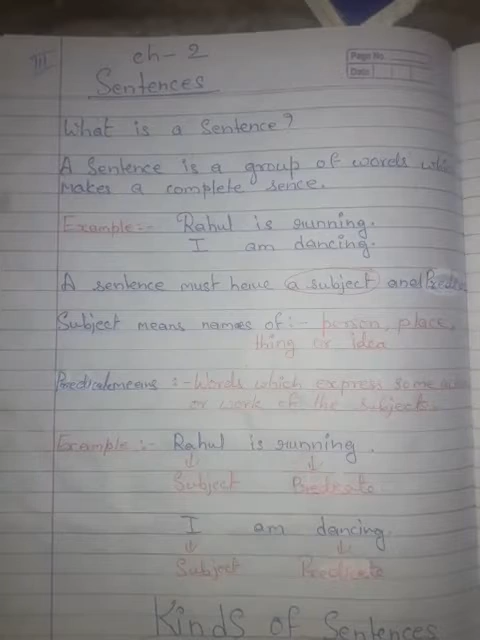 III
ch - 2
Page No.
Date
Sentences
What is a Sentence?
A Sentence is a group of words
makes a complete sence.
Example:- Rahul is running.
I am dancing.
A sentence must have a subject and
Subject means names of:- person, place,
thing or idea
Predicate means :- Words which express some
or work of the subjects.
Example :- Rahul is running.
↓ ↓
Subject Predicate
I am dancing
↓ ↓
Subject Predicate
Kinds of Sentences